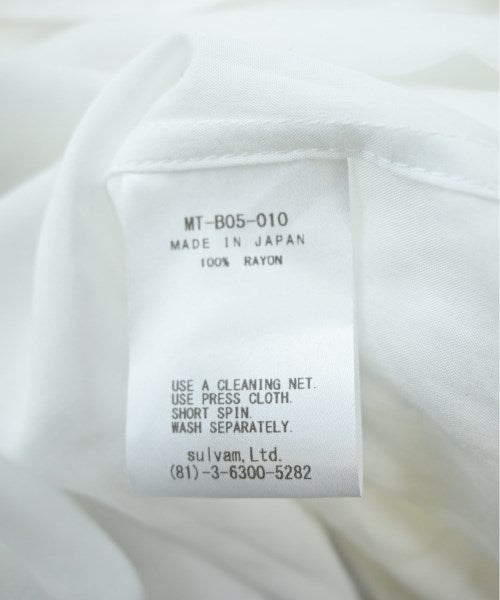 MT-B05-010
MADE IN JAPAN
100% RAYON
USE A CLEANING NET.
USE PRESS CLOTH.
SHORT SPIN.
WASH SEPARATELY.
sulvam, Ltd.
(81)-3-6300-5282